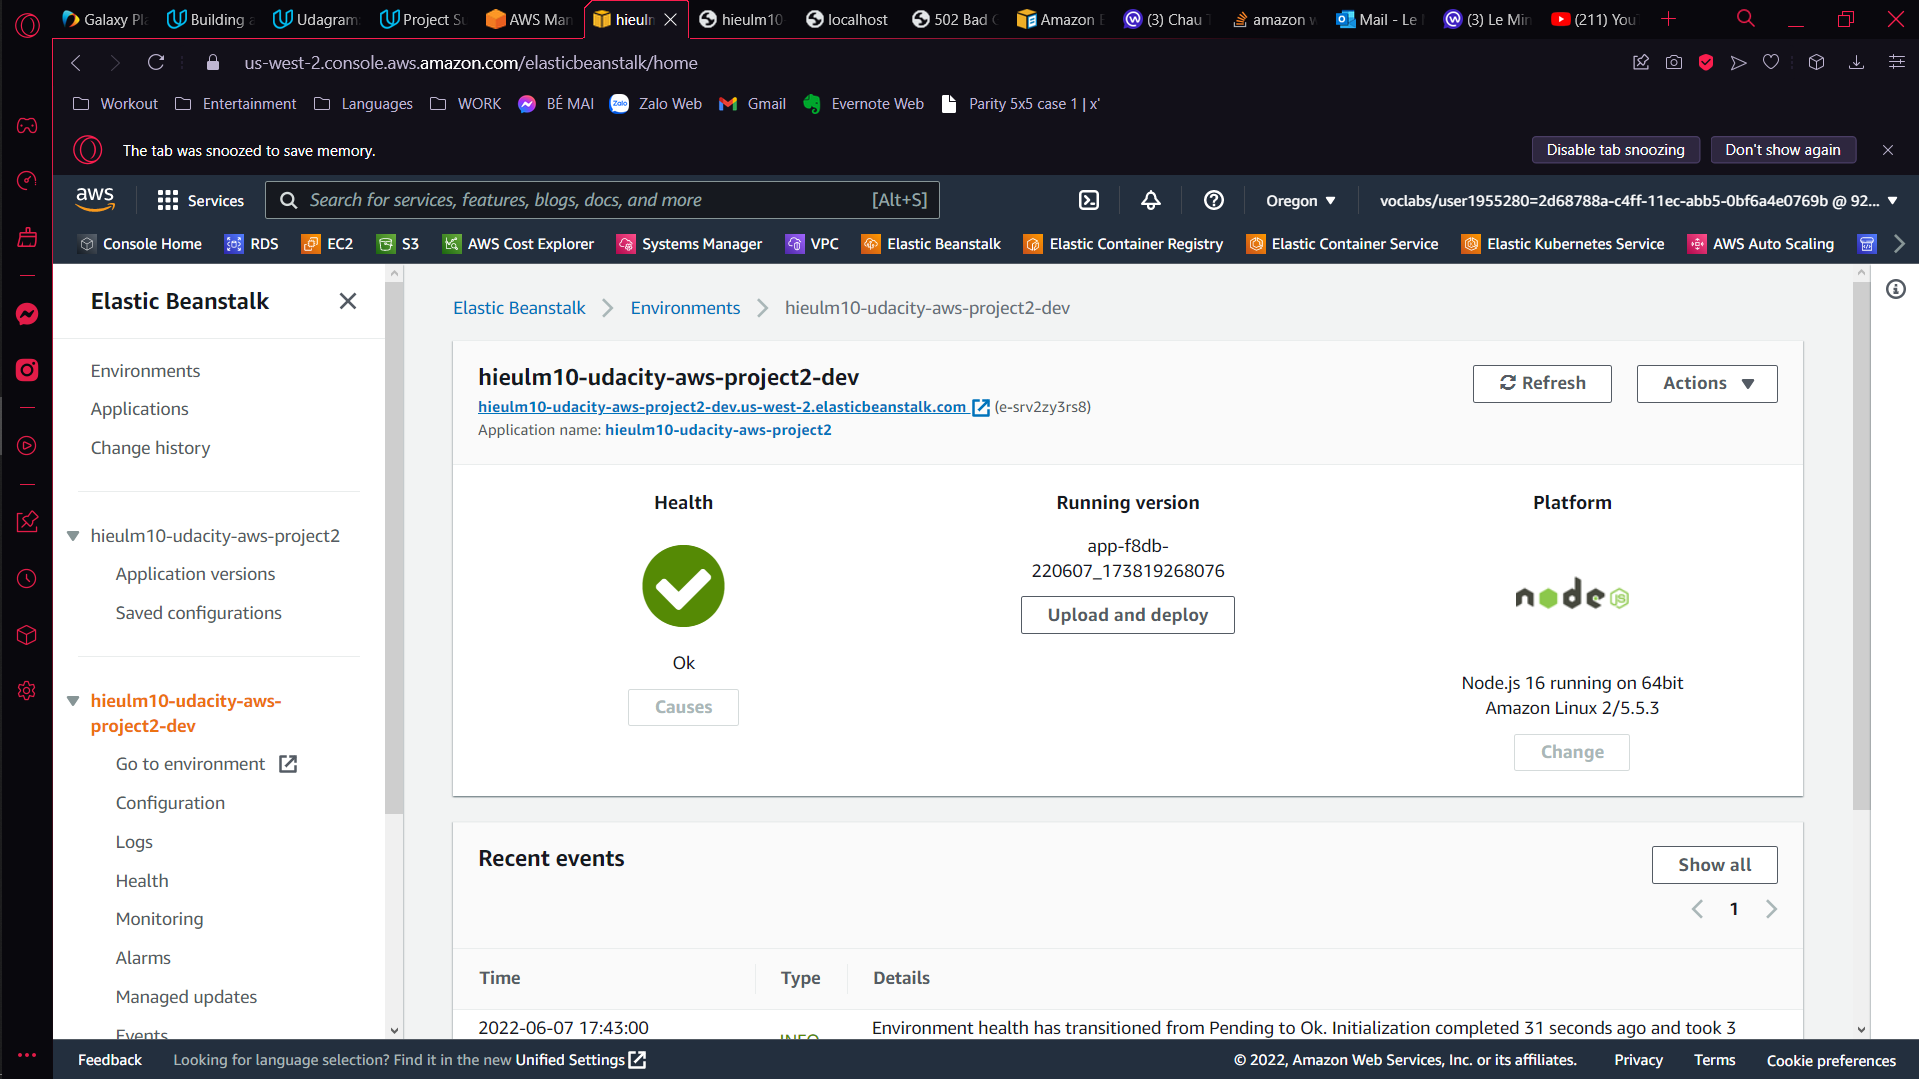 Galaxy Pl
Building a
Udagram
Project Su
AWS Man
hieulm
hieulm10-
localhost
502 Bad G
Amazon E
(3) Chau T
amazon w
Mail - Le
(3) Le Min
(211) You
us-west-2.console.aws.amazon.com/elasticbeanstalk/home
Workout
Entertainment
Languages
WORK
BÉ MAI
Zalo Web
Gmail
Evernote Web
Parity 5x5 case 1 | x'
The tab was snoozed to save memory.
Disable tab snoozing
Don't show again
aws
Services
Search for services, features, blogs, docs, and more
[Alt+S]
Oregon
voclabs/user1955280=2d68788a-c4ff-11ec-abb5-0bf6a4e0769b @ 92...
Console Home
RDS
EC2
S3
AWS Cost Explorer
Systems Manager
VPC
Elastic Beanstalk
Elastic Container Registry
Elastic Container Service
Elastic Kubernetes Service
AWS Auto Scaling
Elastic Beanstalk
Environments
Applications
Change history
hieulm10-udacity-aws-project2
Application versions
Saved configurations
hieulm10-udacity-aws-
project2-dev
Go to environment
Configuration
Logs
Health
Monitoring
Alarms
Managed updates
Events
Elastic Beanstalk
Environments
hieulm10-udacity-aws-project2-dev
hieulm10-udacity-aws-project2-dev
hieulm10-udacity-aws-project2-dev.us-west-2.elasticbeanstalk.com (e-srv2zy3rs8)
Application name: hieulm10-udacity-aws-project2
Refresh
Actions
Health
Ok
Causes
Running version
app-f8db-
220607_173819268076
Upload and deploy
Platform
node JS
Node.js 16 running on 64bit
Amazon Linux 2/5.5.3
Change
Recent events
Show all
1
Time
Type
Details
2022-06-07 17:43:00
INFO
Environment health has transitioned from Pending to Ok. Initialization completed 31 seconds ago and took 3
Feedback
Looking for language selection? Find it in the new Unified Settings
© 2022, Amazon Web Services, Inc. or its affiliates.
Privacy
Terms
Cookie preferences